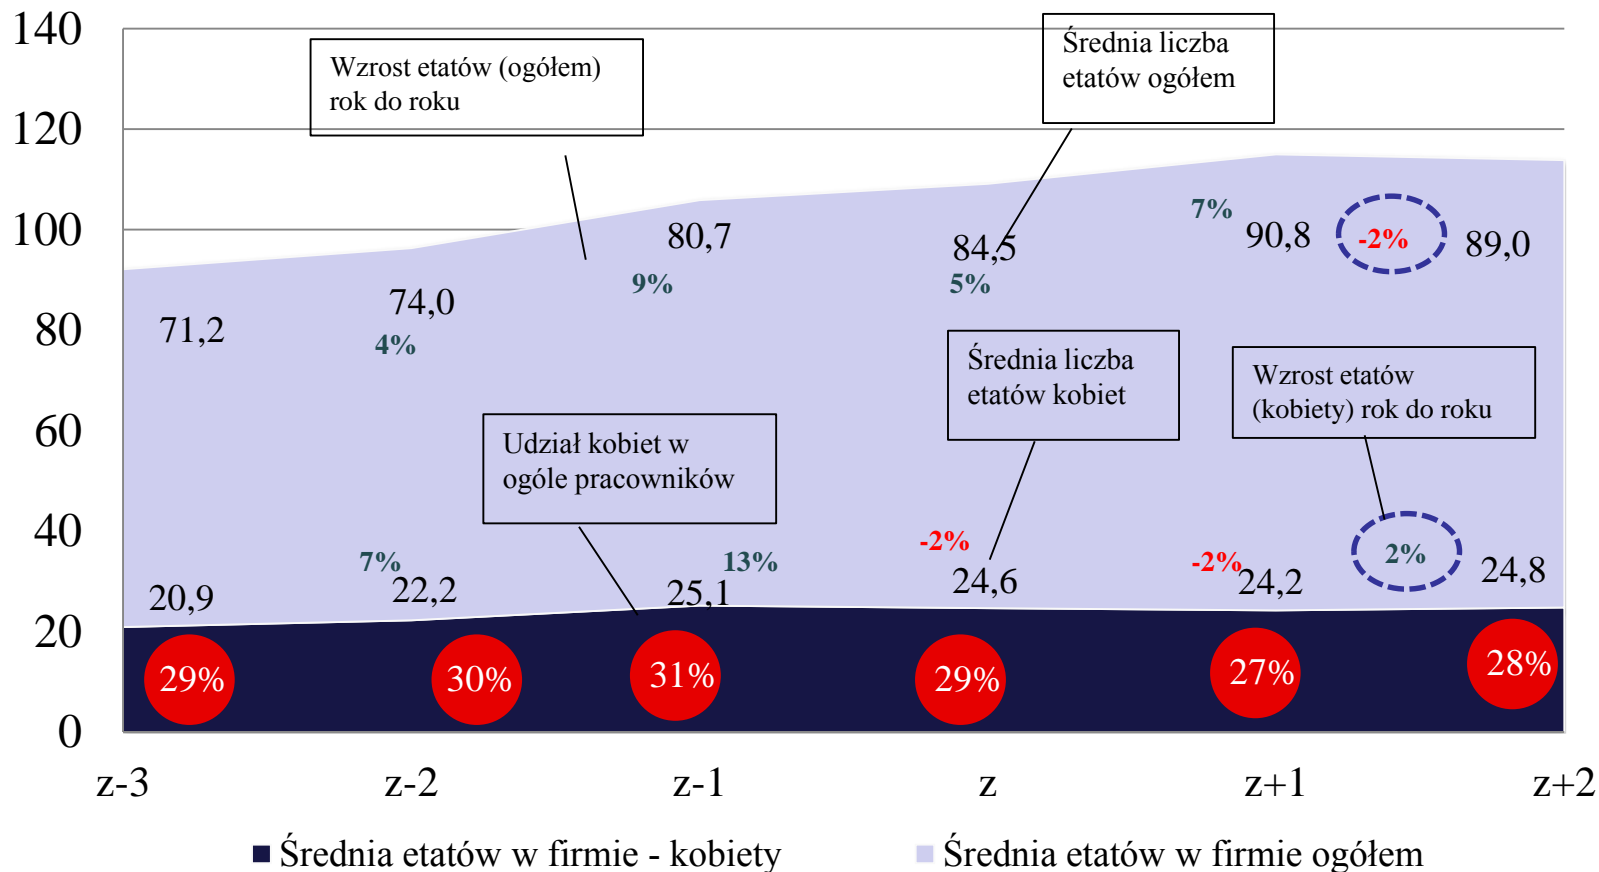 140
120
100
80
60
40
20
0
Wzrost etatów (ogółem)
rok do roku
Średnia liczba
etatów ogółem
7%
80,7
84,5
90,8
-2%
89,0
9%
5%
71,2
74,0
4%
Średnia liczba
etatów kobiet
Wzrost etatów
(kobiety) rok do roku
Udział kobiet w
ogóle pracowników
7%
13%
-2%
-2%
2%
20,9
22,2
25,1
24,6
24,2
24,8
29%
30%
31%
29%
27%
28%
z-3
z-2
z-1
z
z+1
z+2
Średnia etatów w firmie - kobiety
Średnia etatów w firmie ogółem